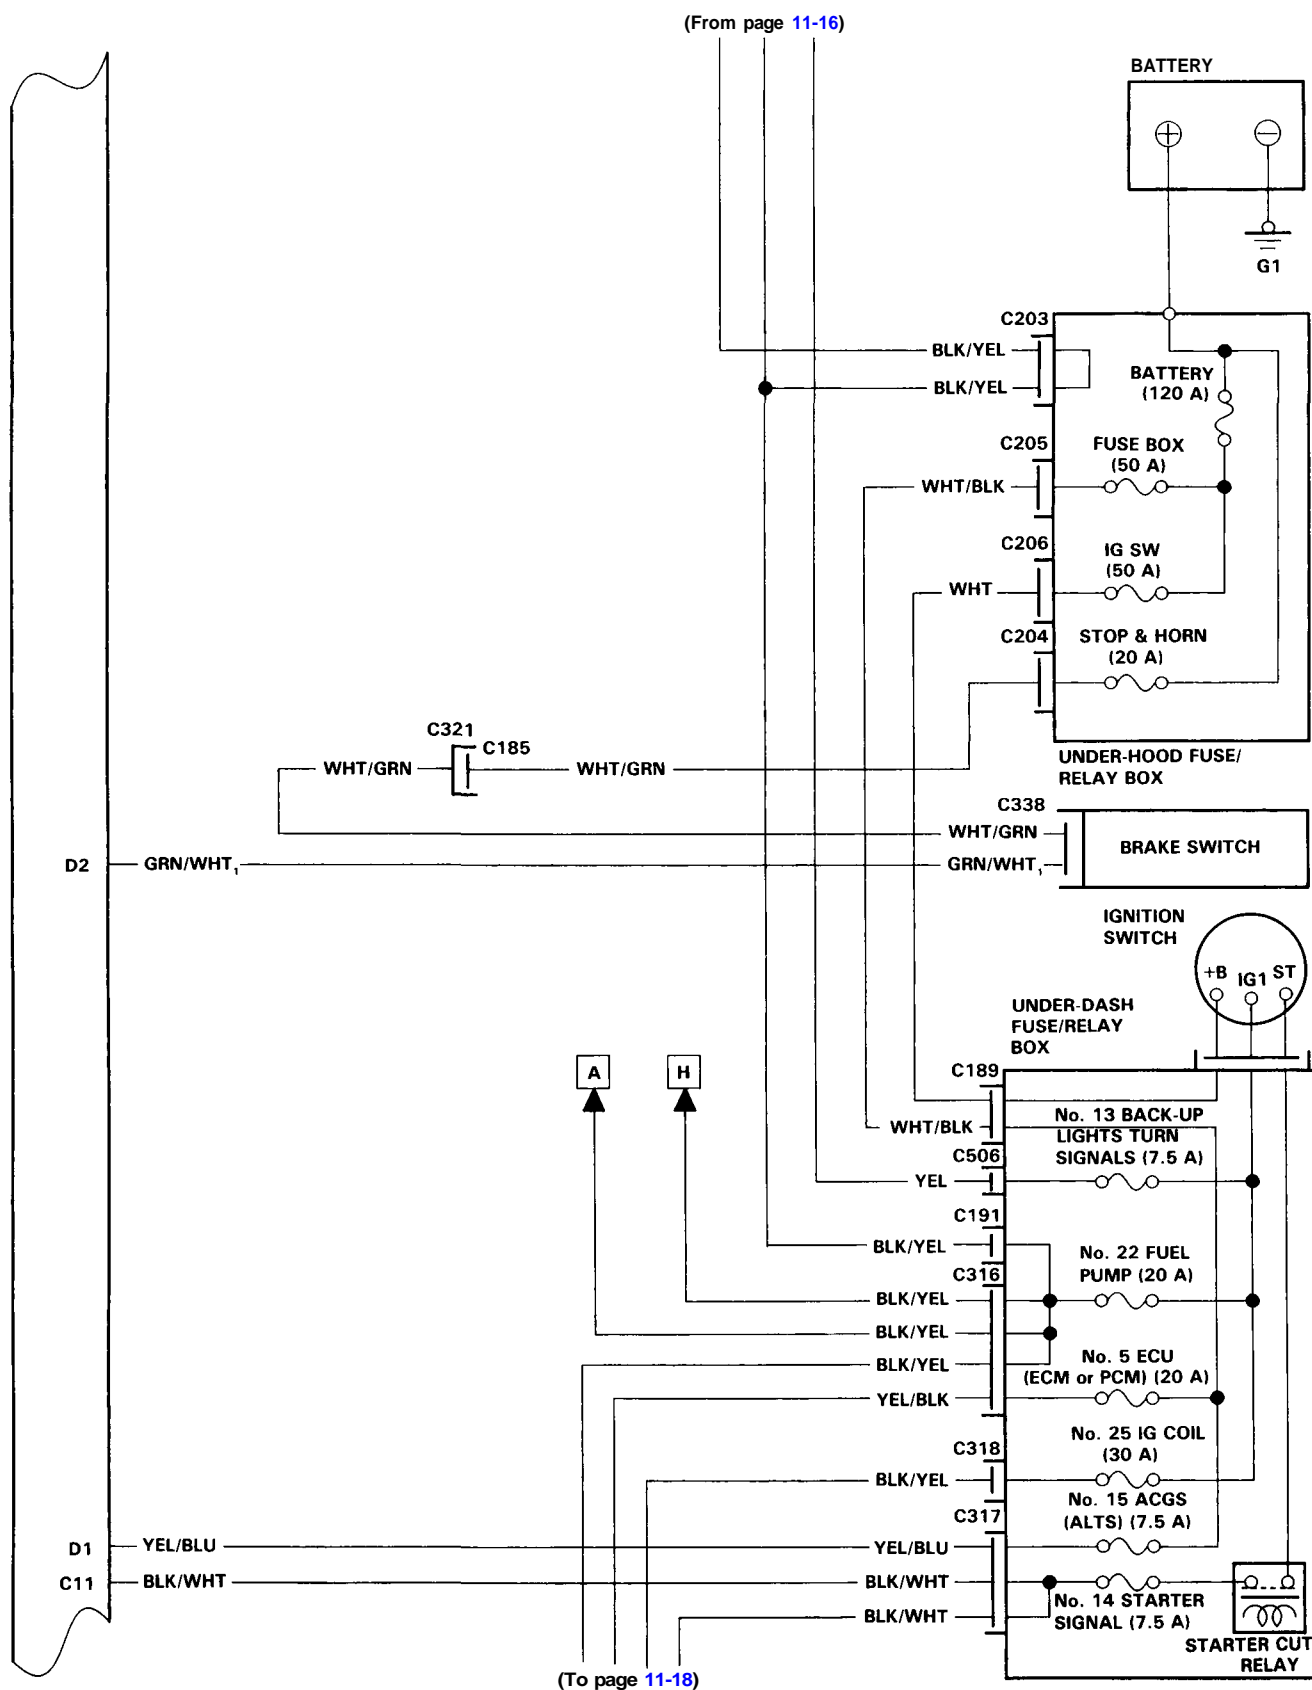 (From page 11-16)
BATTERY
G1
C203
BLK/YEL
BATTERY
(120 A)
BLK/YEL
C205
FUSE BOX
(50 A)
WHT/BLK
C206
IG SW
(50 A)
WHT
C204
STOP & HORN
(20 A)
C321
C185
WHT/GRN
WHT/GRN
UNDER-HOOD FUSE/
RELAY BOX
C338
WHT/GRN
BRAKE SWITCH
D2
GRN/WHT1
GRN/WHT1
IGNITION
SWITCH
+B IG1 ST
UNDER-DASH
FUSE/RELAY
BOX
A
H
C189
No. 13 BACK-UP
LIGHTS TURN
SIGNALS (7.5 A)
WHT/BLK
C506
YEL
C191
BLK/YEL
No. 22 FUEL
PUMP (20 A)
C316
BLK/YEL
BLK/YEL
BLK/YEL
No. 5 ECU
(ECM or PCM) (20 A)
YEL/BLK
No. 25 IG COIL
(30 A)
C318
BLK/YEL
No. 15 ACGS
(ALTS) (7.5 A)
C317
D1
YEL/BLU
YEL/BLU
C11
BLK/WHT
BLK/WHT
No. 14 STARTER
SIGNAL (7.5 A)
BLK/WHT
STARTER CUT
RELAY
(To page 11-18)